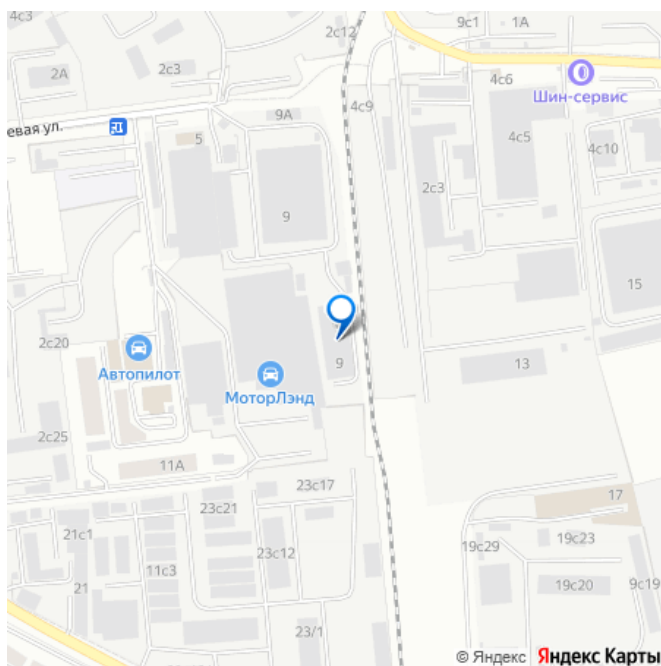 4с3
2А
2с3
2с12
9с1
1А
Шин-сервис
4с6
4с9
4с5
4с10
евая ул.
5
9А
9
2с3
15
2с20
Автопилот
МоторЛэнд
9
13
2с25
11А
23с17
17
23с21
21с1
11с3
23с12
19с29
19с23
21
19с20
9с19
23/1
© Яндекс Яндекс Карты